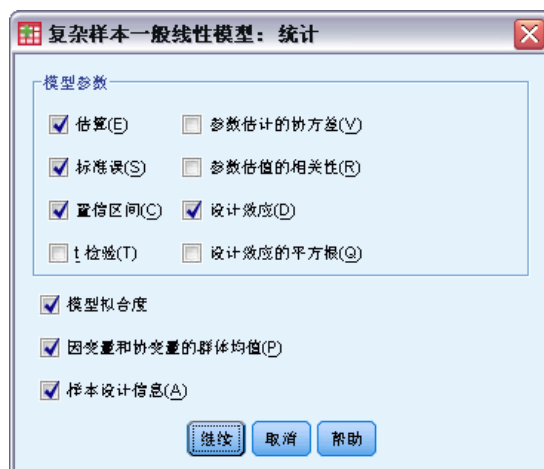 复杂样本一般线性模型：统计
模型参数
估算(E) 参数估计的协方差(V)
标准误(S) 参数估值的相关性(R)
置信区间(C) 设计效应(D)
t 检验(T) 设计效应的平方根(Q)
模型拟合度
因变量和协变量的群体均值(P)
样本设计信息(A)
继续 取消 帮助